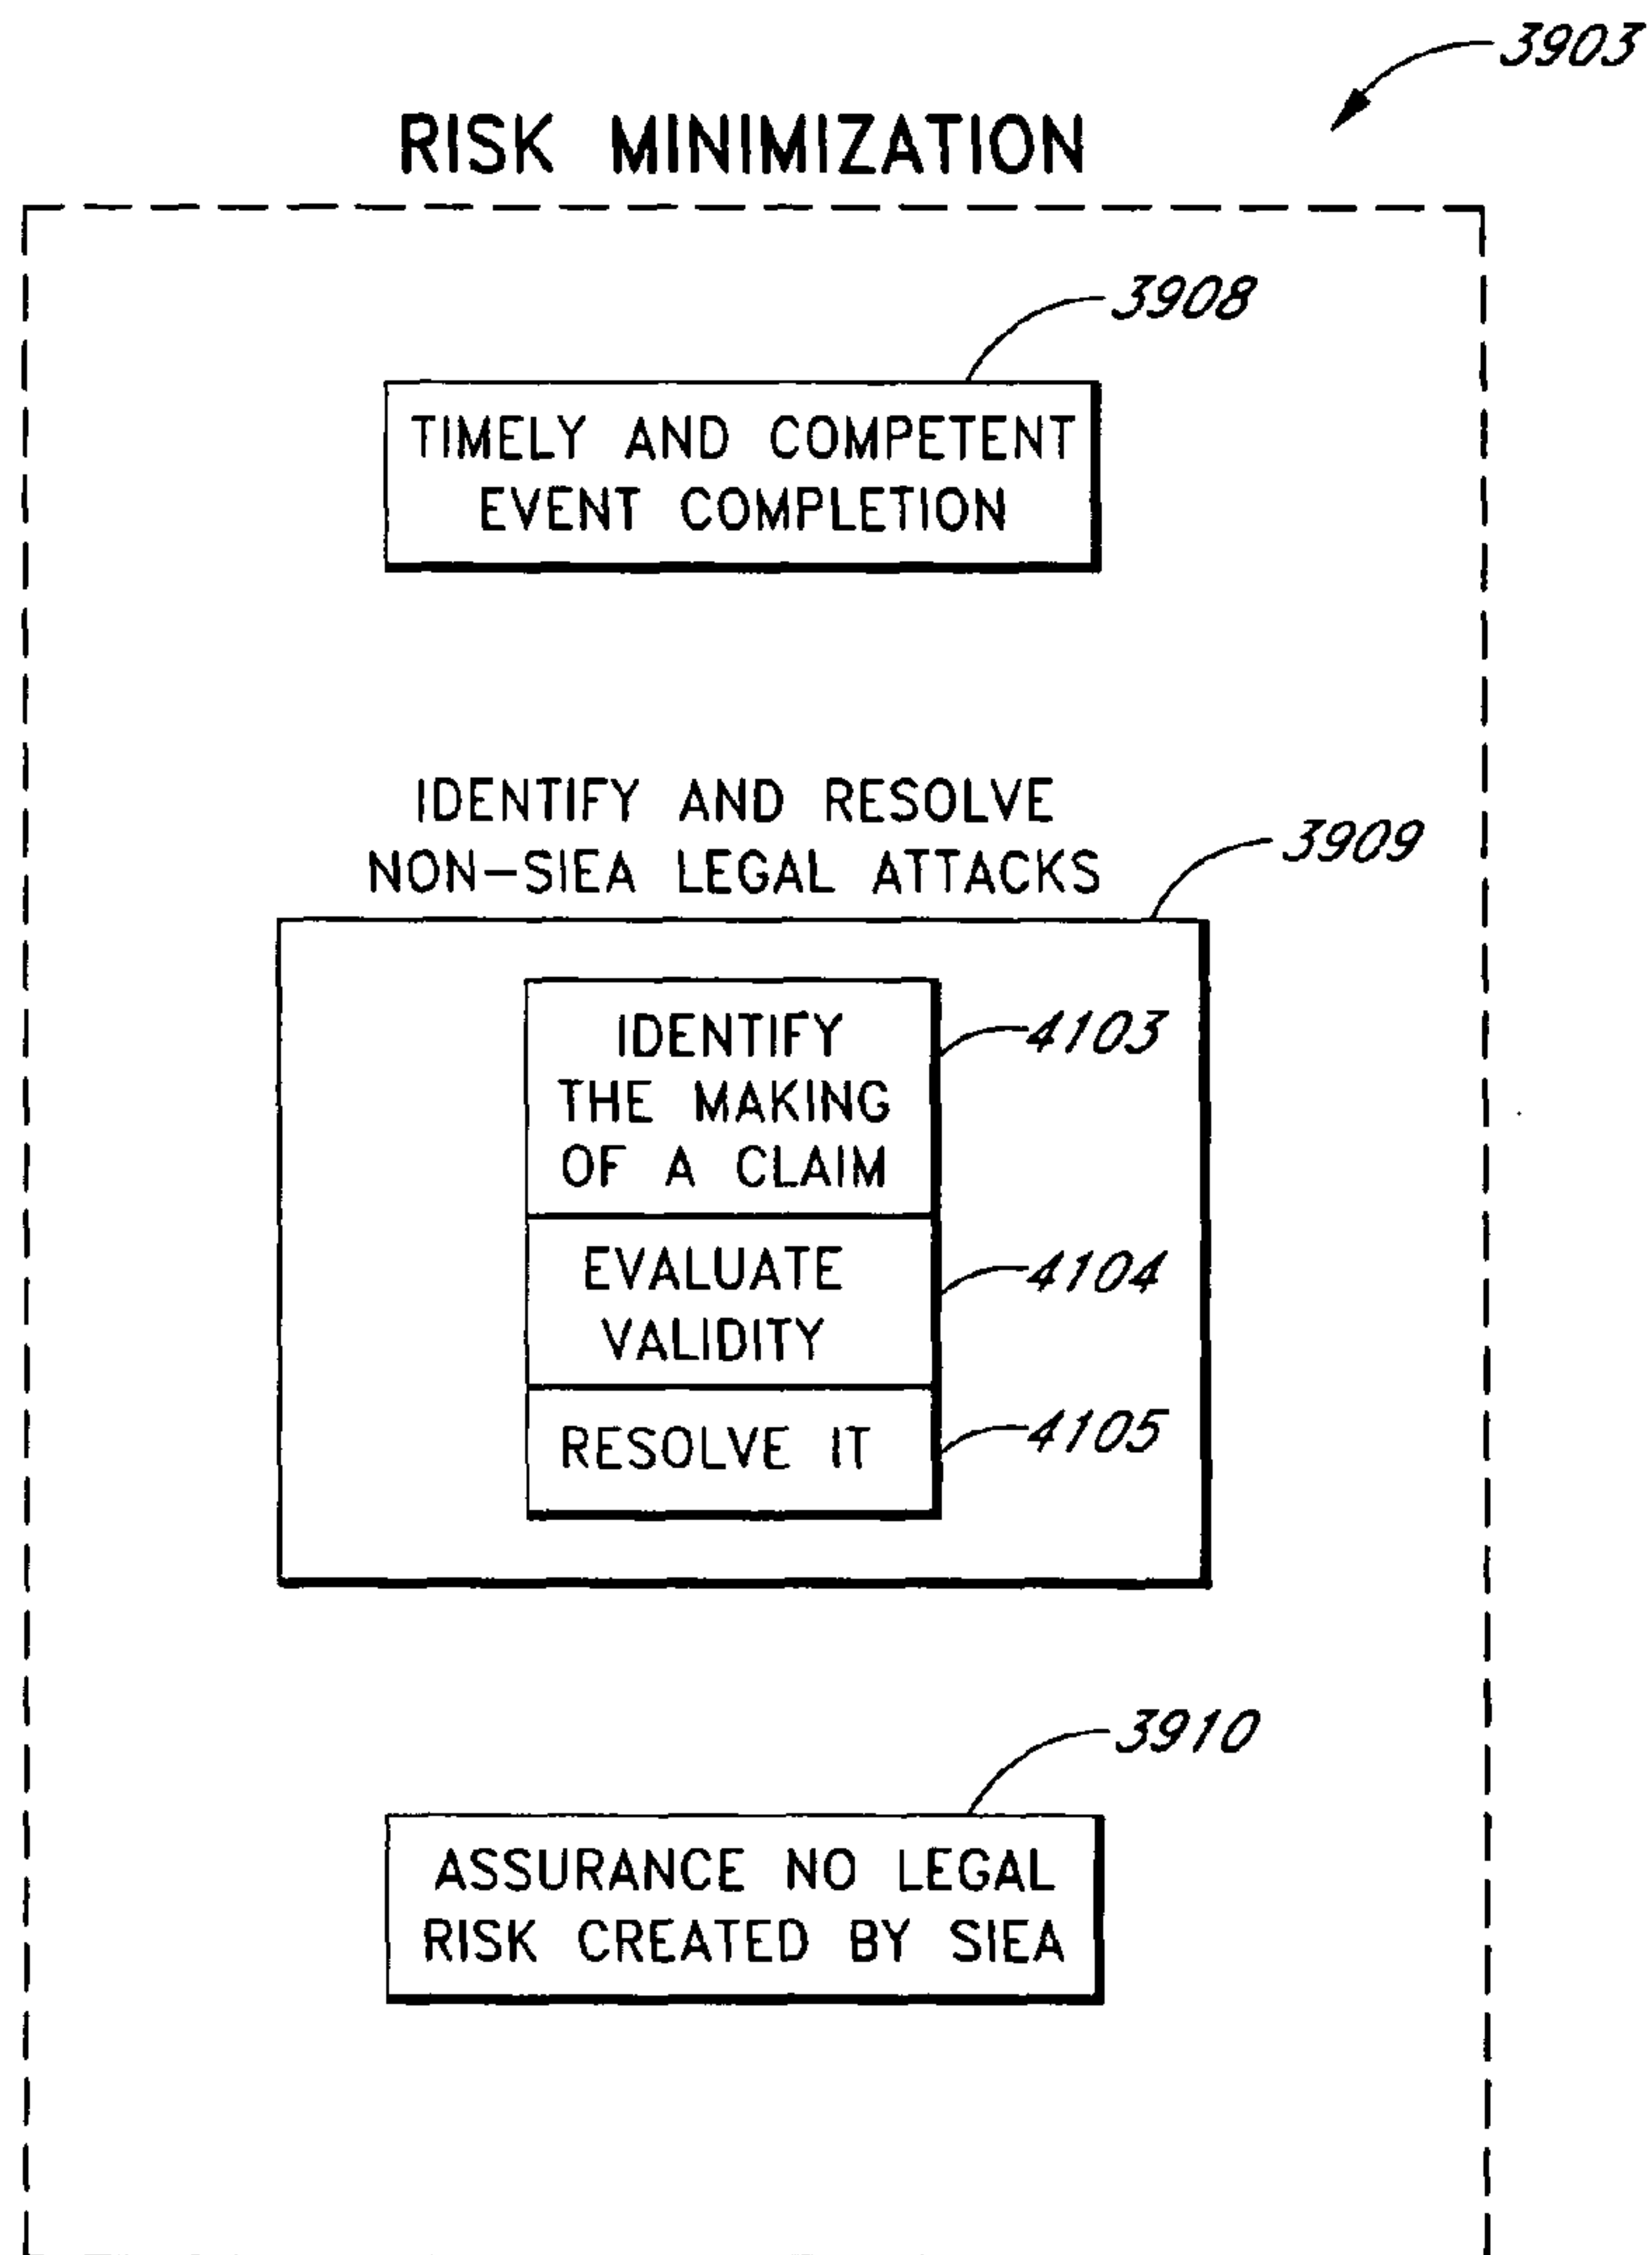 3903
RISK MINIMIZATION
3908
TIMELY AND COMPETENT
EVENT COMPLETION
IDENTIFY AND RESOLVE
NON-SIEA LEGAL ATTACKS
3909
IDENTIFY
THE MAKING
OF A CLAIM
4103
EVALUATE
VALIDITY
4104
RESOLVE IT
4105
3910
ASSURANCE NO LEGAL
RISK CREATED BY SIEA